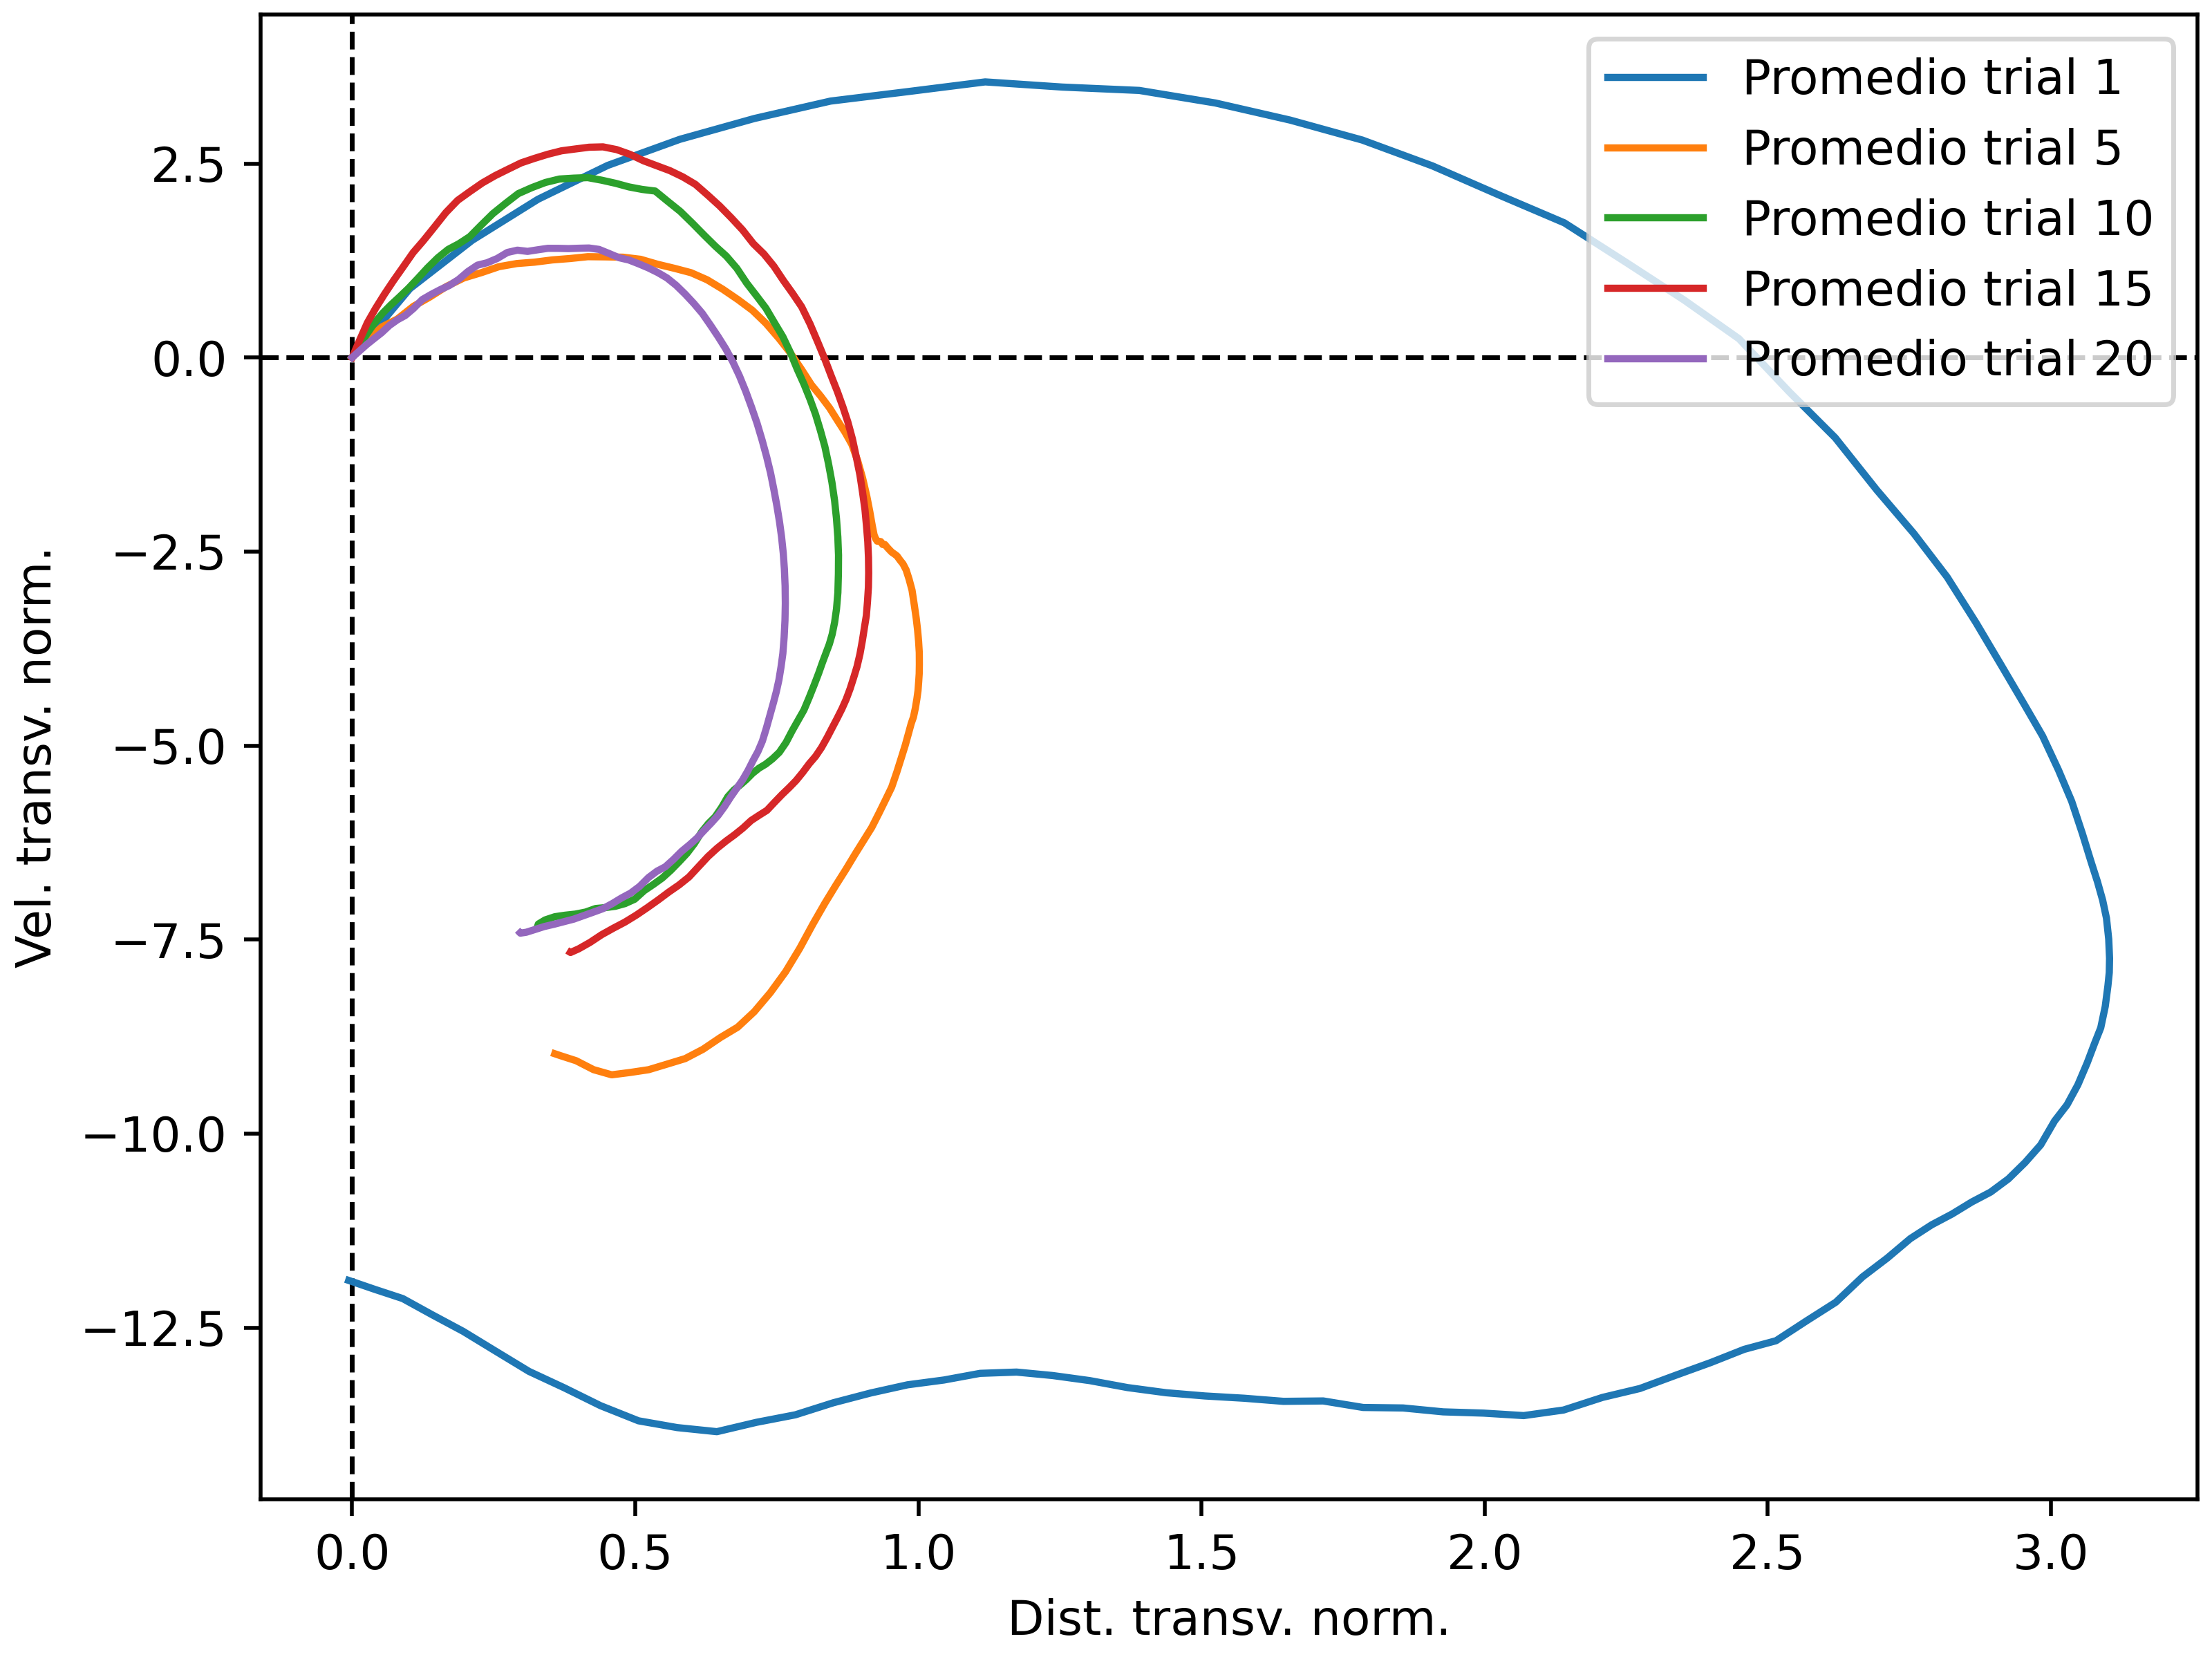 Promedio trial 1
Promedio trial 5
Promedio trial 10
Promedio trial 15
Promedio trial 20
2.5
0.0
−2.5
−5.0
−7.5
−10.0
−12.5
Vel. transv. norm.
0.0 0.5 1.0 1.5 2.0 2.5 3.0
Dist. transv. norm.